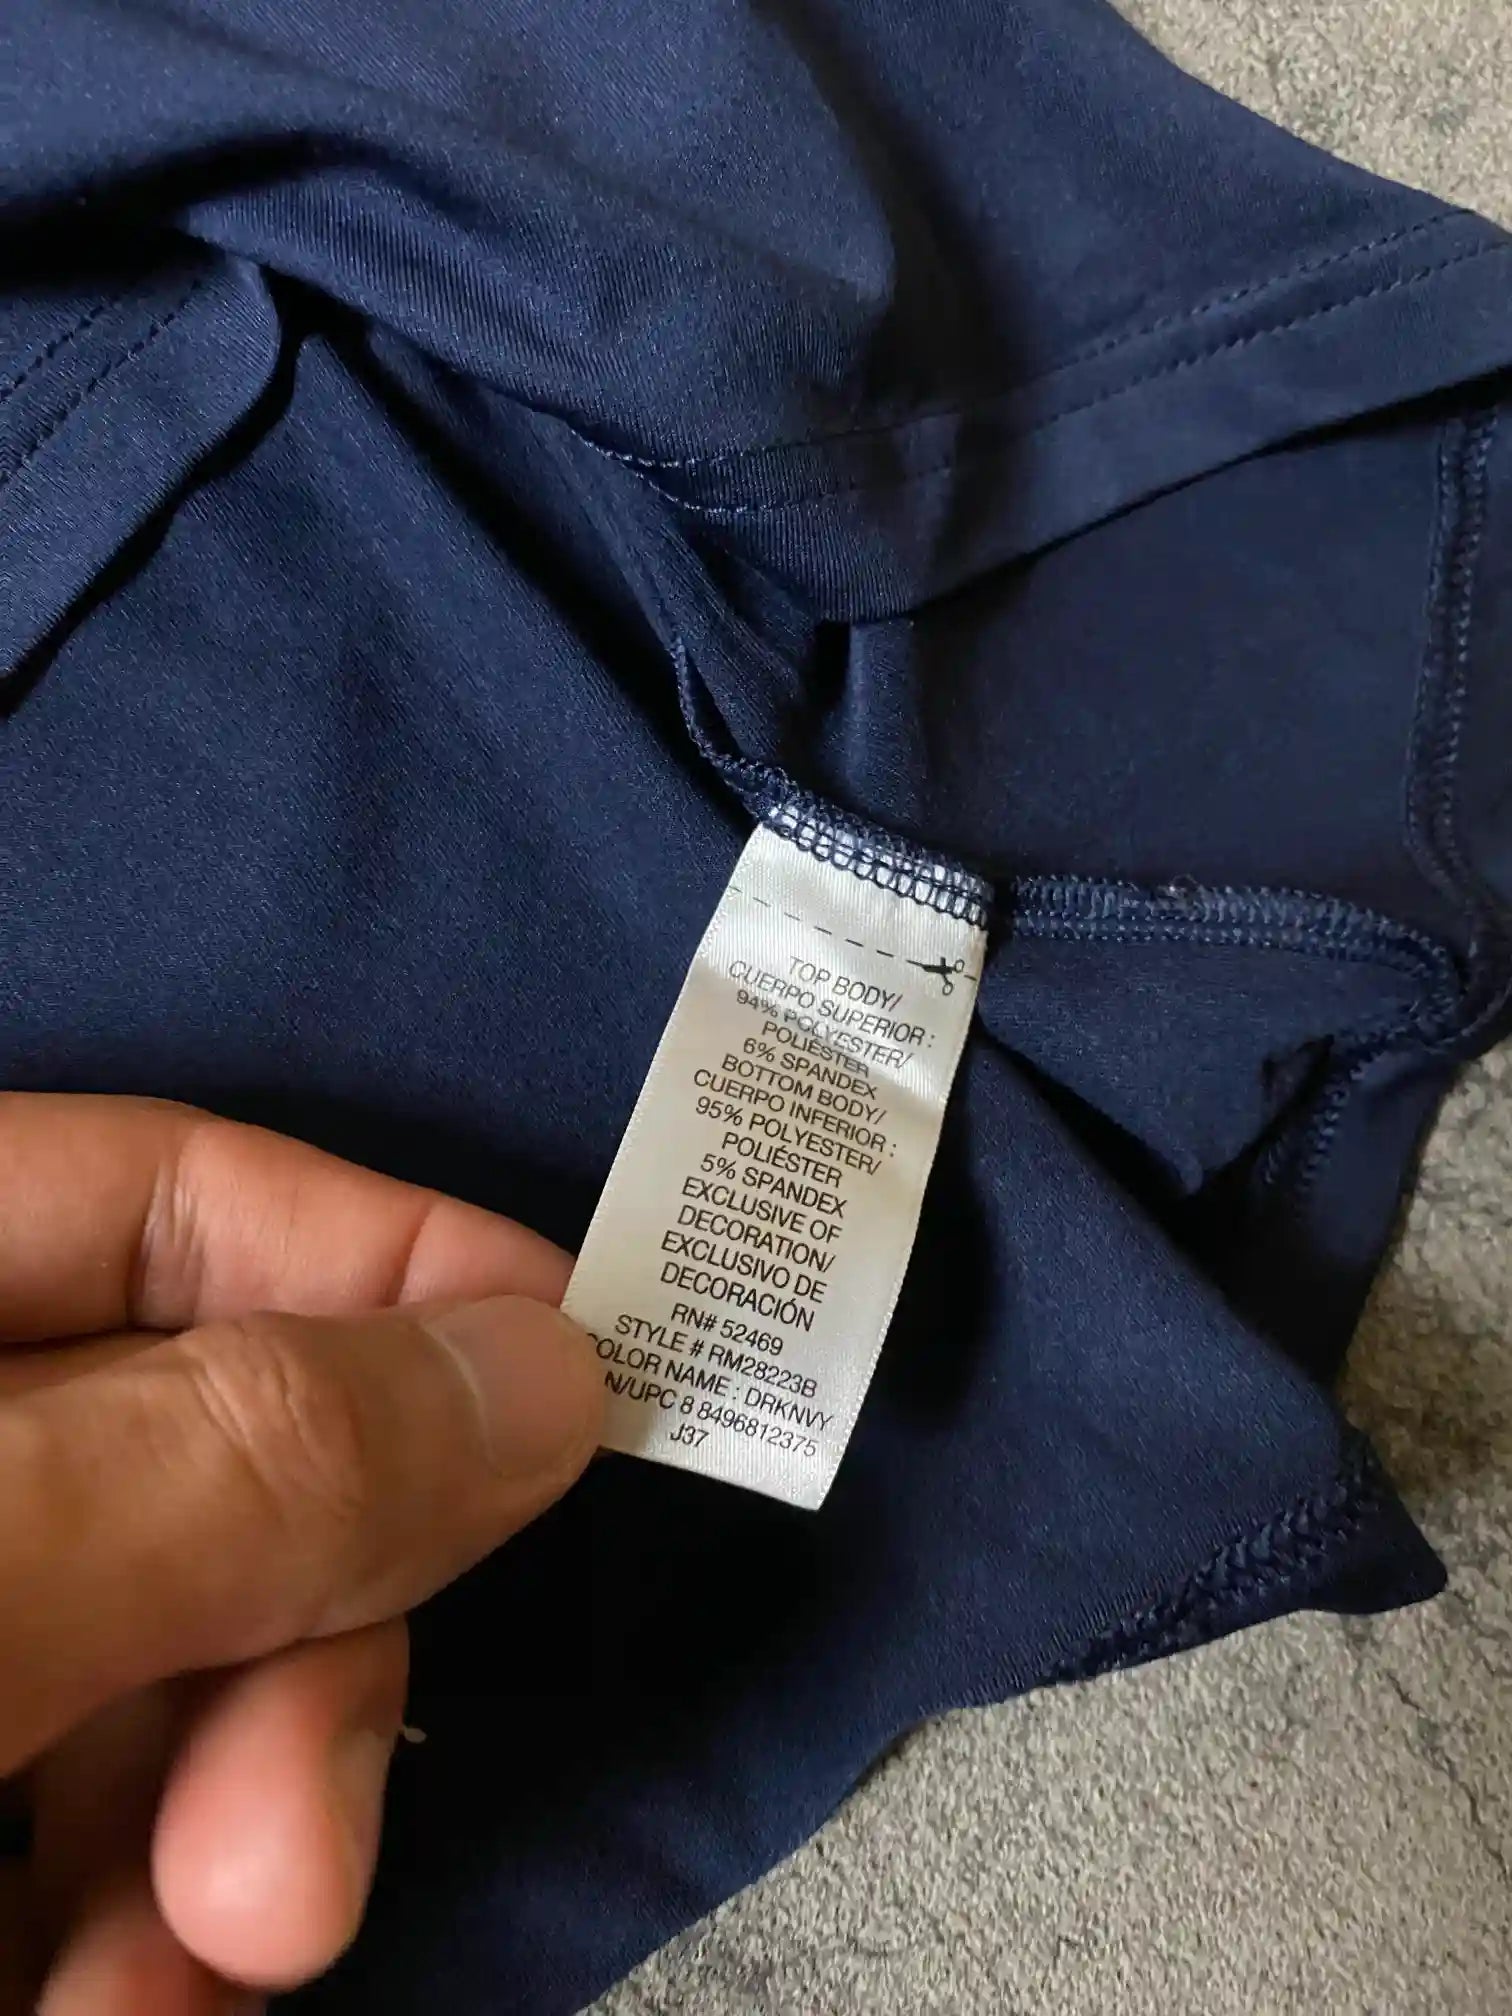 TOP BODY/
CUERPO SUPERIOR :
94% POLYESTER/
POLIÉSTER
6% SPANDEX
BOTTOM BODY/
CUERPO INFERIOR :
95% POLYESTER/
POLIÉSTER
5% SPANDEX
EXCLUSIVE OF
DECORATION/
EXCLUSIVO DE
DECORACIÓN
RN# 52469
STYLE # RM28223B
OLOR NAME : DRKNVY
N/UPC 8 8496812375
J37